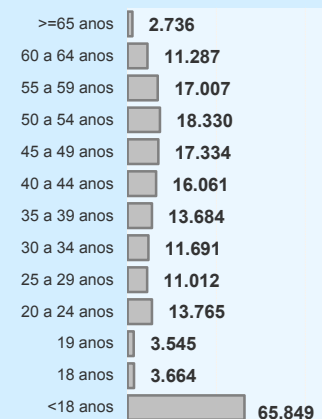 >=65 anos 2.736
60 a 64 anos 11.287
55 a 59 anos 17.007
50 a 54 anos 18.330
45 a 49 anos 17.334
40 a 44 anos 16.061
35 a 39 anos 13.684
30 a 34 anos 11.691
25 a 29 anos 11.012
20 a 24 anos 13.765
19 anos 3.545
18 anos 3.664
<18 anos 65.849